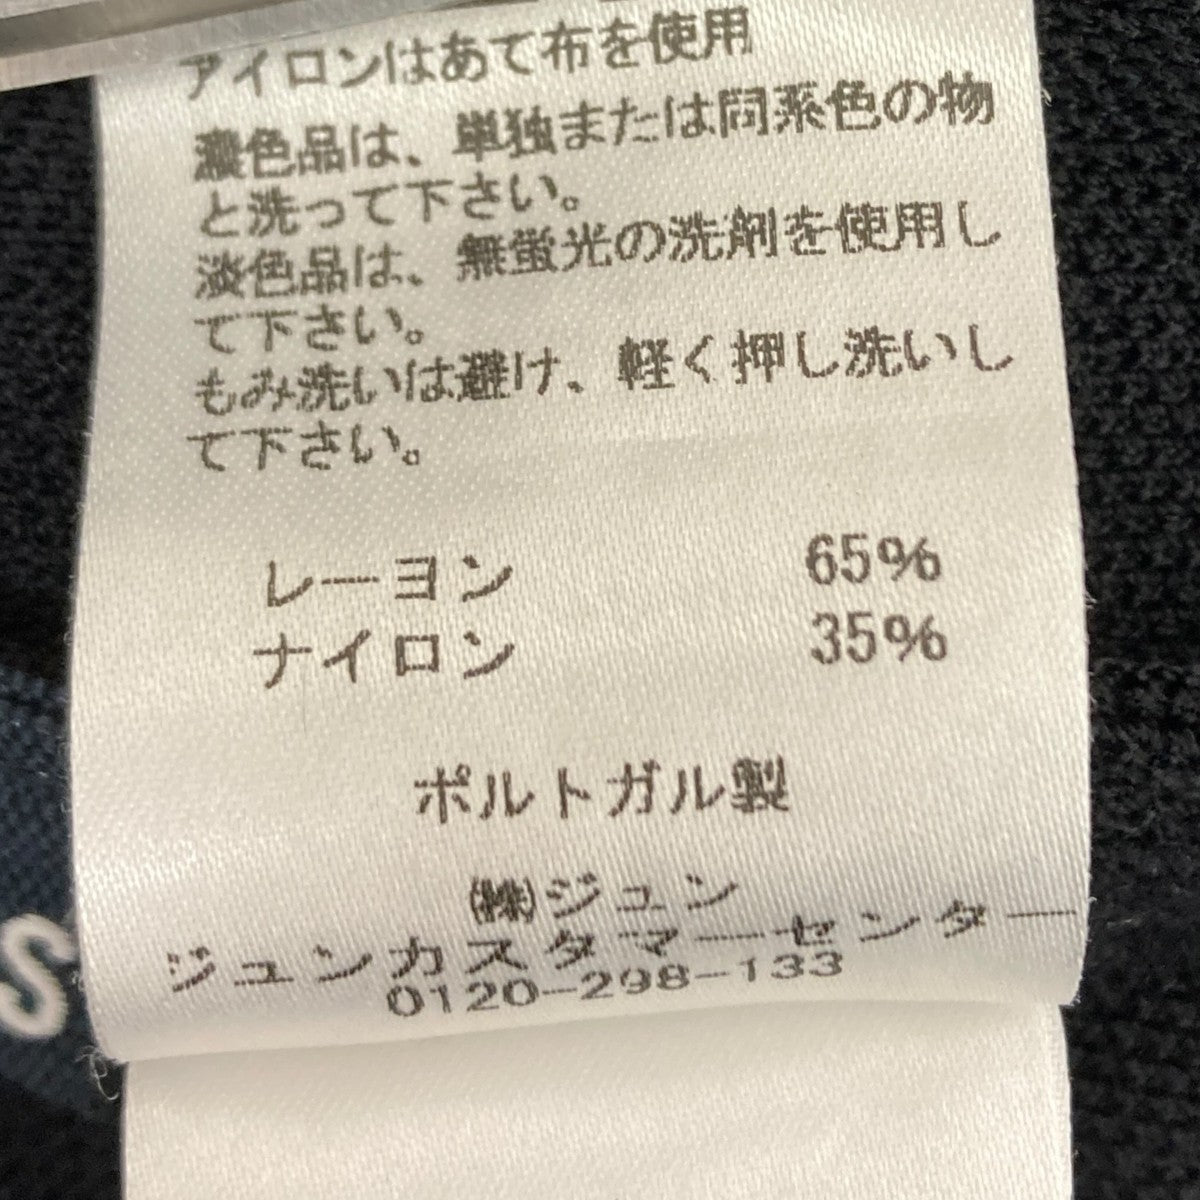 アイロンはあて布を使用
濃色品は、単独または同系色の物
と洗って下さい。
淡色品は、無蛍光の洗剤を使用し
て下さい。
もみ洗いは避け、軽く押し洗いし
て下さい。
レーヨン 65%
ナイロン 35%
ポルトガル製
㈱ジュン
ジュンカスタマーセンター
0120-298-133
S